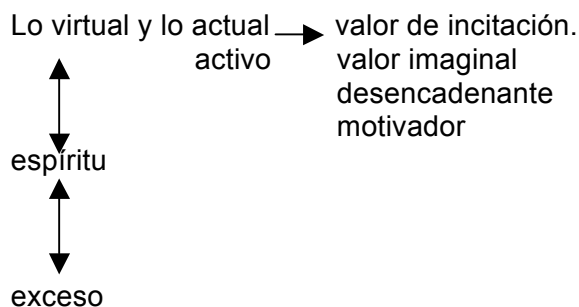 Lo virtual y lo actual valor de incitación.
activo valor imaginal
desencadenante
motivador
espíritu
exceso